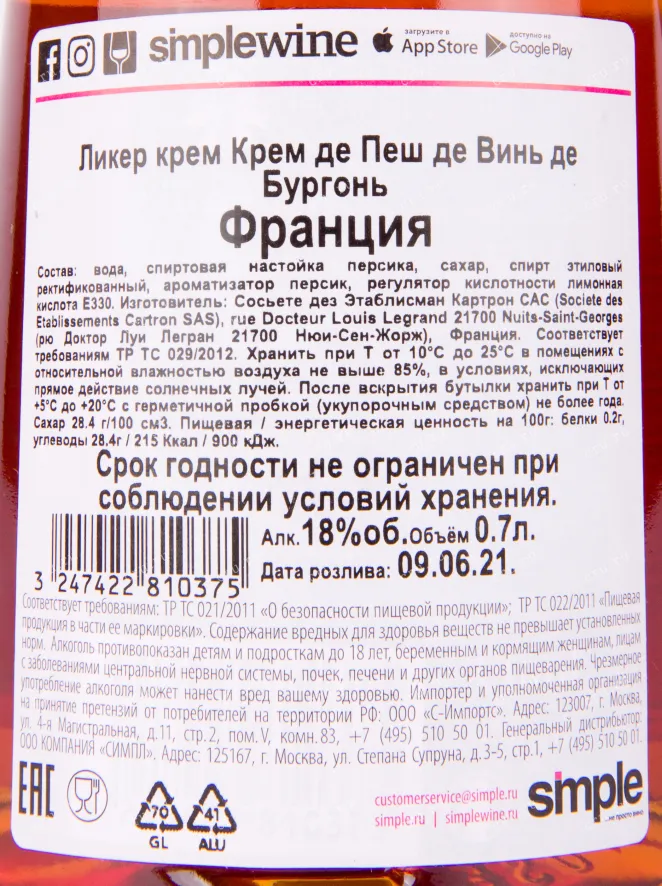 simplewine загрузите в App Store доступно на Google Play
Ликер крем Крем де Пеш де Винь де
Бургонь
Франция
Состав: вода, спиртовая настойка персика, сахар, спирт этиловый
ректификованный, ароматизатор персик, регулятор кислотности лимонная
кислота Е330. Изготовитель: Сосьете дез Этаблисман Картрон САС (Societe des
Etablissements Cartron SAS), rue Docteur Louis Legrand 21700 Nuits-Saint-Georges
(рю Доктор Луи Легран 21700 Нюи-Сен-Жорж), Франция. Соответствует
требованиям ТР ТС 029/2012. Хранить при Т от 10°С до 25°С в помещениях с
относительной влажностью воздуха не выше 85%, в условиях, исключающих
прямое действие солнечных лучей. После вскрытия бутылки хранить при Т от
+5°С до +20°С с герметичной пробкой (укупорочным средством) не более года.
Сахар 28.4 г/100 см3. Пищевая / энергетическая ценность на 100г: белки 0.2г,
углеводы 28,4г / 215 Ккал / 900 кДж.
Срок годности не ограничен при
соблюдении условий хранения.
Алк. 18%об. Объём 0.7л.
Дата розлива: 09.06.21.
3 247422 810375
Соответствует требованиям: ТР ТС 021/2011 «О безопасности пищевой продукции»; ТР ТС 022/2011 «Пищевая
продукция в части ее маркировки». Содержание вредных для здоровья веществ не превышает установленных
норм. Алкоголь противопоказан детям и подросткам до 18 лет, беременным и кормящим женщинам, лицам
с заболеваниями центральной нервной системы, почек, печени и других органов пищеварения. Чрезмерное
употребление алкоголя может нанести вред вашему здоровью. Импортер и уполномоченная организация
на принятие претензий от потребителей на территории РФ: ООО «С-Импортс». Адрес: 123007, г. Москва,
ул. 4-я Магистральная, д.11, стр.2, пом.V, комн.83, +7 (495) 510 50 01. Генеральный дистрибьютор:
ООО КОМПАНИЯ «СИМПЛ». Адрес: 125167, г. Москва, ул. Степана Супруна, д.3-5, стр.1, +7 (495) 510 50 01.
EAC
70
GL
41
ALU
customerservice@simple.ru
simple.ru | simplewine.ru
simple
...не просто вино